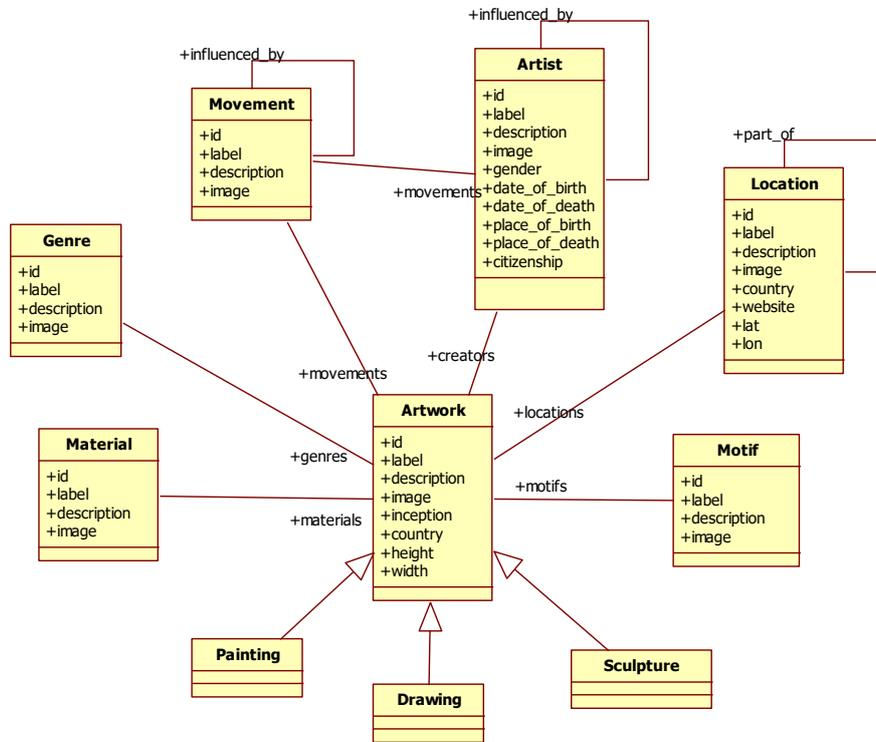 +influenced_by
Artist
+id
+label
+description
+image
+gender
+date_of_birth
+date_of_death
+place_of_birth
+place_of_death
+citizenship
+influenced_by
Movement
+id
+label
+description
+image
+movements
+part_of
Location
+id
+label
+description
+image
+country
+website
+lat
+lon
Genre
+id
+label
+description
+image
+movements
+creators
+locations
+genres
Artwork
+id
+label
+description
+image
+inception
+country
+height
+width
Material
+id
+label
+description
+image
+materials
+motifs
Motif
+id
+label
+description
+image
Painting
Drawing
Sculpture